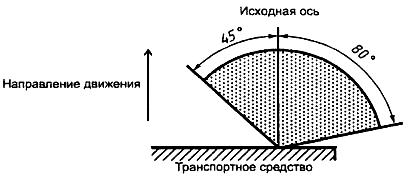 Исходная ось
45°
80°
Направление движения
Транспортное средство